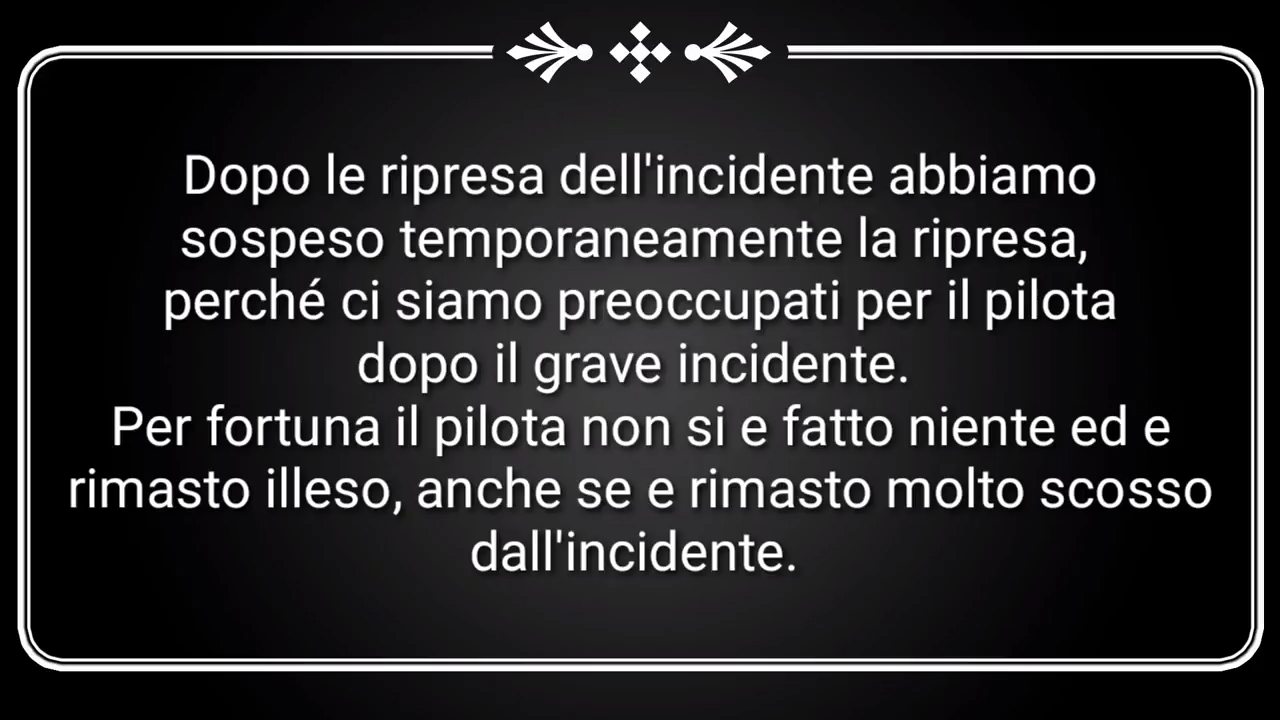 Dopo le ripresa dell'incidente abbiamo
sospeso temporaneamente la ripresa,
perché ci siamo preoccupati per il pilota
dopo il grave incidente.
Per fortuna il pilota non si e fatto niente ed e
rimasto illeso, anche se e rimasto molto scosso
dall'incidente.